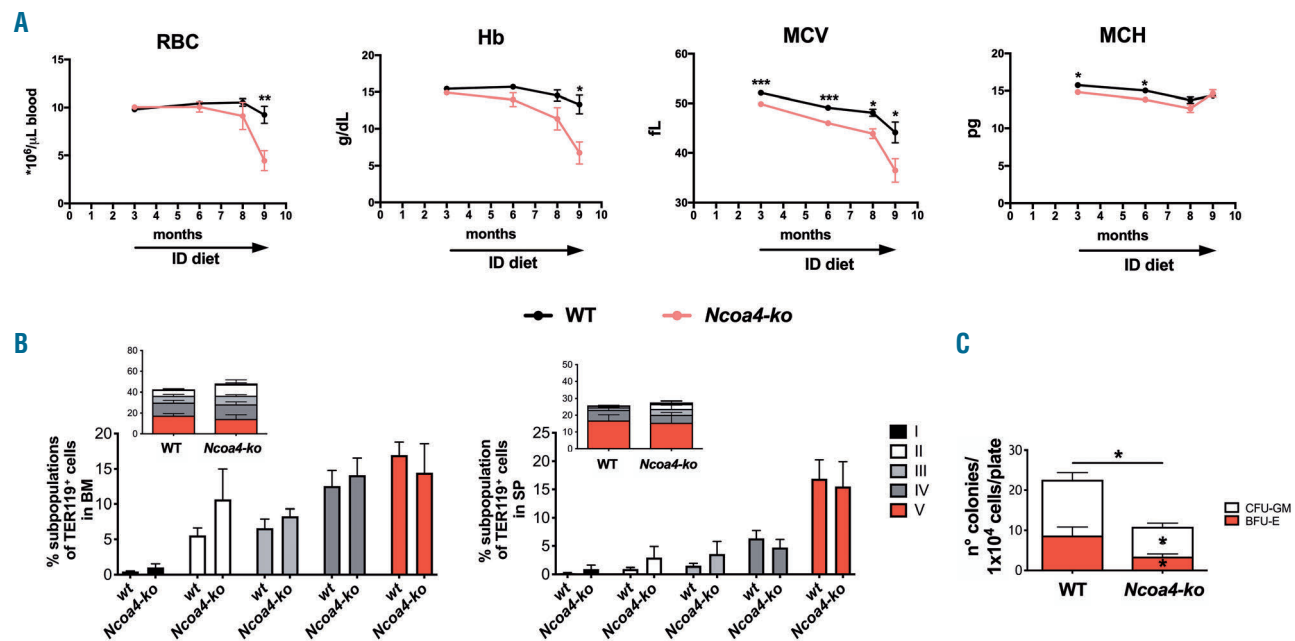 A
RBC
*10⁶/µL blood
15
10
5
0
0 1 2 3 4 5 6 7 8 9 10
**
months
ID diet
Hb
g/dL
20
15
10
5
0
0 1 2 3 4 5 6 7 8 9 10
*
months
ID diet
MCV
fL
60
50
40
30
0 1 2 3 4 5 6 7 8 9 10
*** *** * *
months
ID diet
MCH
pg
20
15
10
5
0
0 1 2 3 4 5 6 7 8 9 10
* *
months
ID diet
WT Ncoa4-ko
B
80
60
40
20
0
WT Ncoa4-ko
% subpopulations
of TER119⁺ cells
in BM
20
15
10
5
0
wt Ncoa4-ko wt Ncoa4-ko wt Ncoa4-ko wt Ncoa4-ko wt Ncoa4-ko
50
40
30
20
10
0
WT Ncoa4-ko
% subpopulation
of TER119⁺ cells
in SP
25
20
15
10
5
0
wt Ncoa4-ko wt Ncoa4-ko wt Ncoa4-ko wt Ncoa4-ko wt Ncoa4-ko
I
II
III
IV
V
C
n° colonies/
1x10⁴ cells/plate
30
20
10
0
*
*
*
WT Ncoa4-ko
CFU-GM
BFU-E